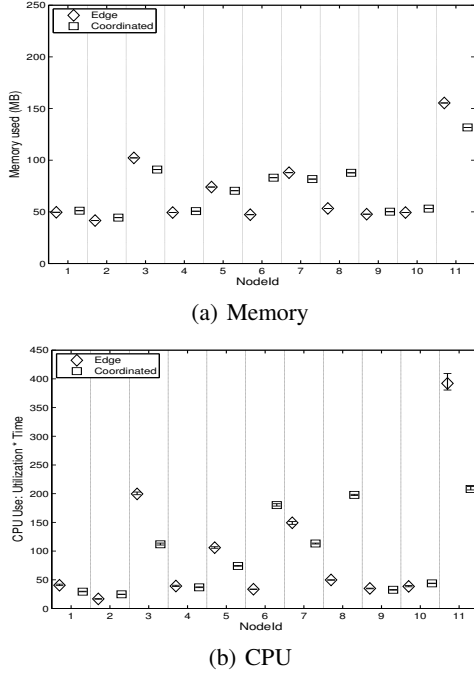 250
200
150
100
50
0
Memory used (MB)
Edge
Coordinated
1 2 3 4 5 6 7 8 9 10 11
NodeId
(a) Memory
450
400
350
300
250
200
150
100
50
0
CPU Use: Utilization * Time
Edge
Coordinated
1 2 3 4 5 6 7 8 9 10 11
NodeId
(b) CPU